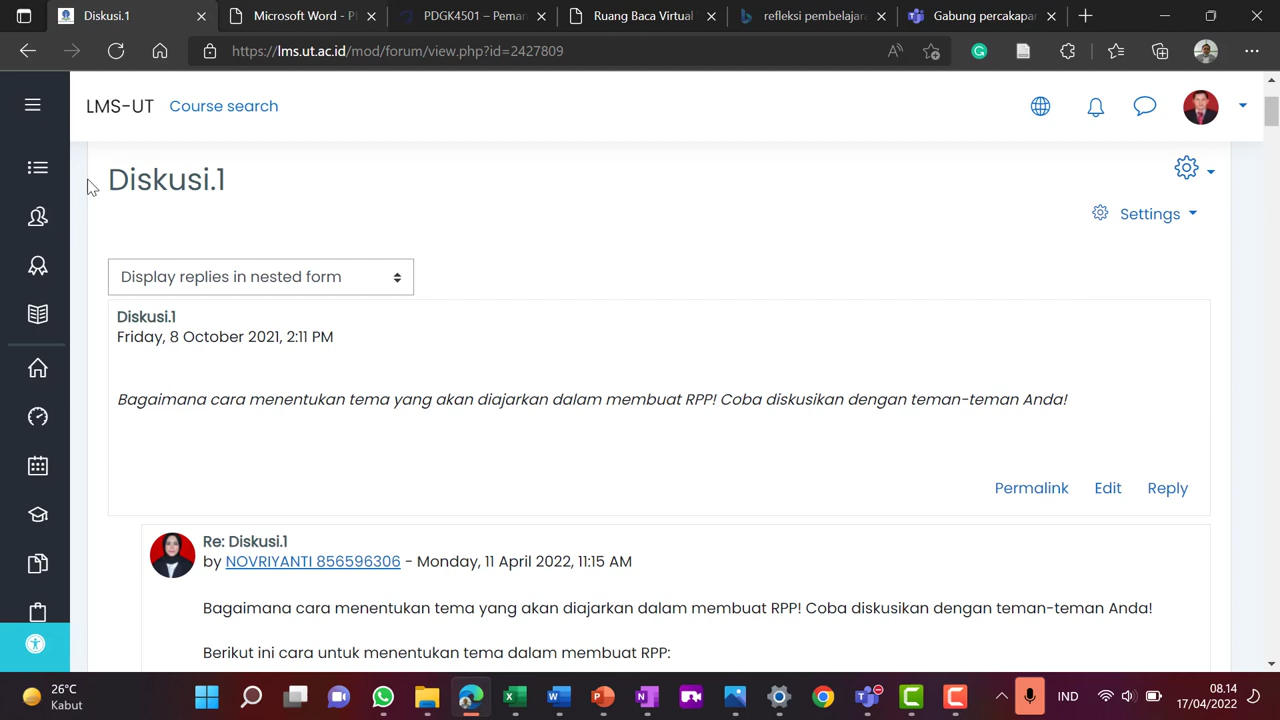 Diskusi.1
Microsoft Word - P
PDGK4501 – Peman
Ruang Baca Virtual
refleksi pembelajar
Gabung percakapa
https://lms.ut.ac.id/mod/forum/view.php?id=2427809
LMS-UT Course search
Diskusi.1
Settings
Display replies in nested form
Diskusi.1
Friday, 8 October 2021, 2:11 PM
Bagaimana cara menentukan tema yang akan diajarkan dalam membuat RPP! Coba diskusikan dengan teman-teman Anda!
Permalink Edit Reply
Re: Diskusi.1
by NOVRIYANTI 856596306 - Monday, 11 April 2022, 11:15 AM
Bagaimana cara menentukan tema yang akan diajarkan dalam membuat RPP! Coba diskusikan dengan teman-teman Anda!
Berikut ini cara untuk menentukan tema dalam membuat RPP:
26°C
Kabut
IND
08.14
17/04/2022